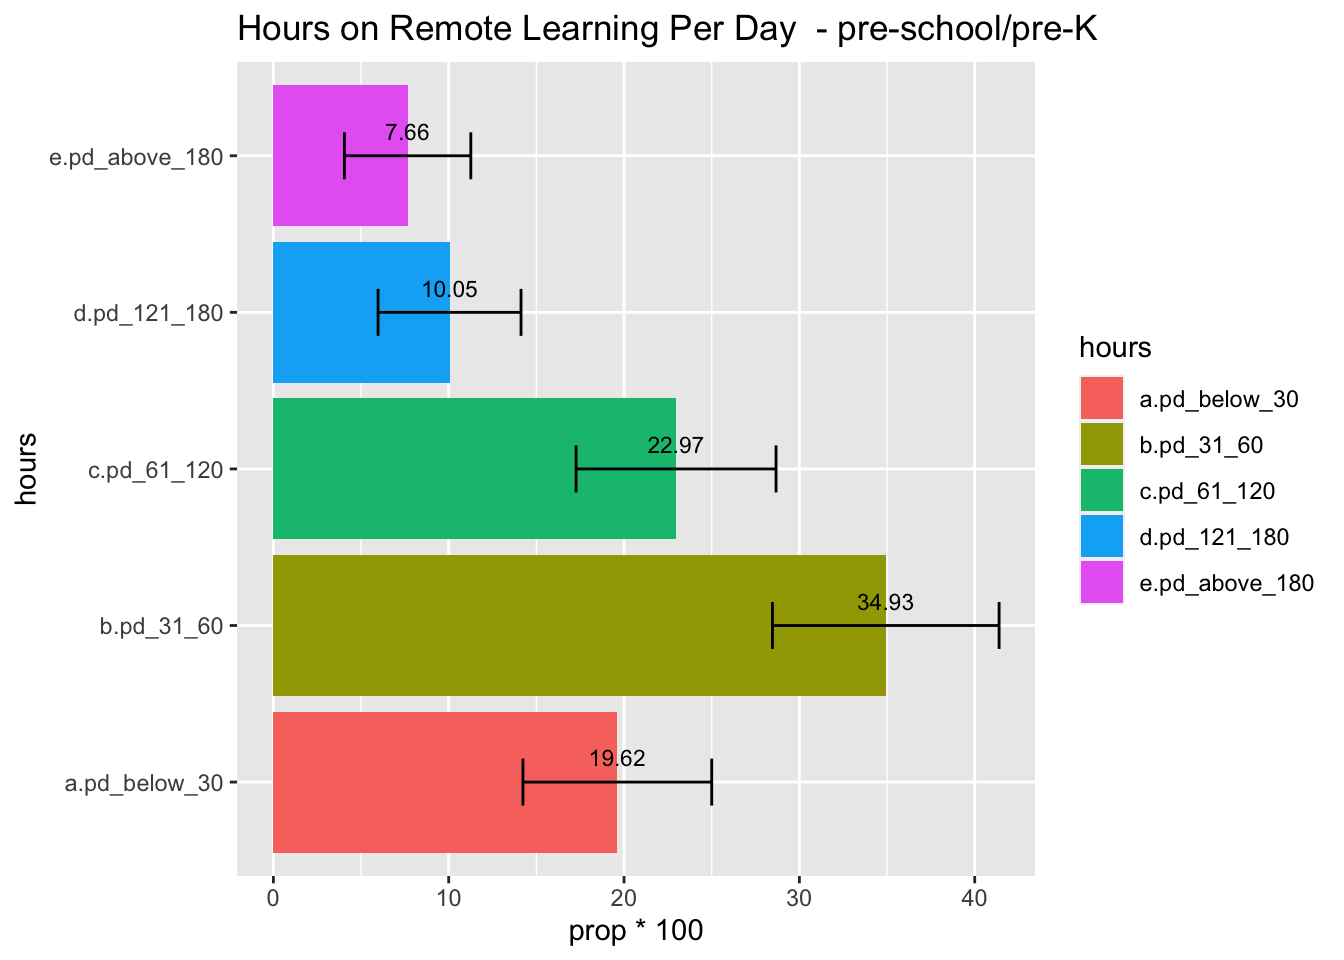 Hours on Remote Learning Per Day  - pre-school/pre-K
hours
e.pd_above_180
d.pd_121_180
c.pd_61_120
b.pd_31_60
a.pd_below_30
7.66
10.05
22.97
34.93
19.62
0 10 20 30 40
prop * 100
hours
a.pd_below_30
b.pd_31_60
c.pd_61_120
d.pd_121_180
e.pd_above_180